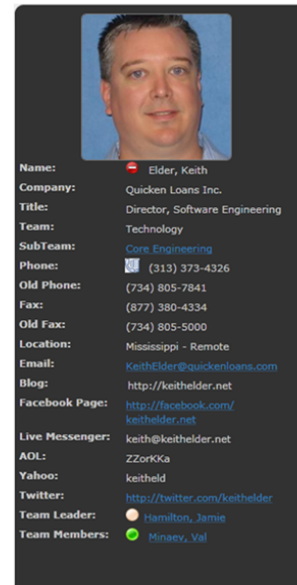 Name: Elder, Keith
Company: Quicken Loans Inc.
Title: Director, Software Engineering
Team: Technology
SubTeam: Core Engineering
Phone: (313) 373-4326
Old Phone: (734) 805-7841
Fax: (877) 380-4334
Old Fax: (734) 805-5000
Location: Mississippi - Remote
Email: KeithElder@quickenloans.com
Blog: http://keithelder.net
Facebook Page: http://facebook.com/
keithelder.net
Live Messenger: keith@keithelder.net
AOL: ZZorKKa
Yahoo: keitheld
Twitter: http://twitter.com/keithelder
Team Leader: Hamilton, Jamie
Team Members: Minaev, Val